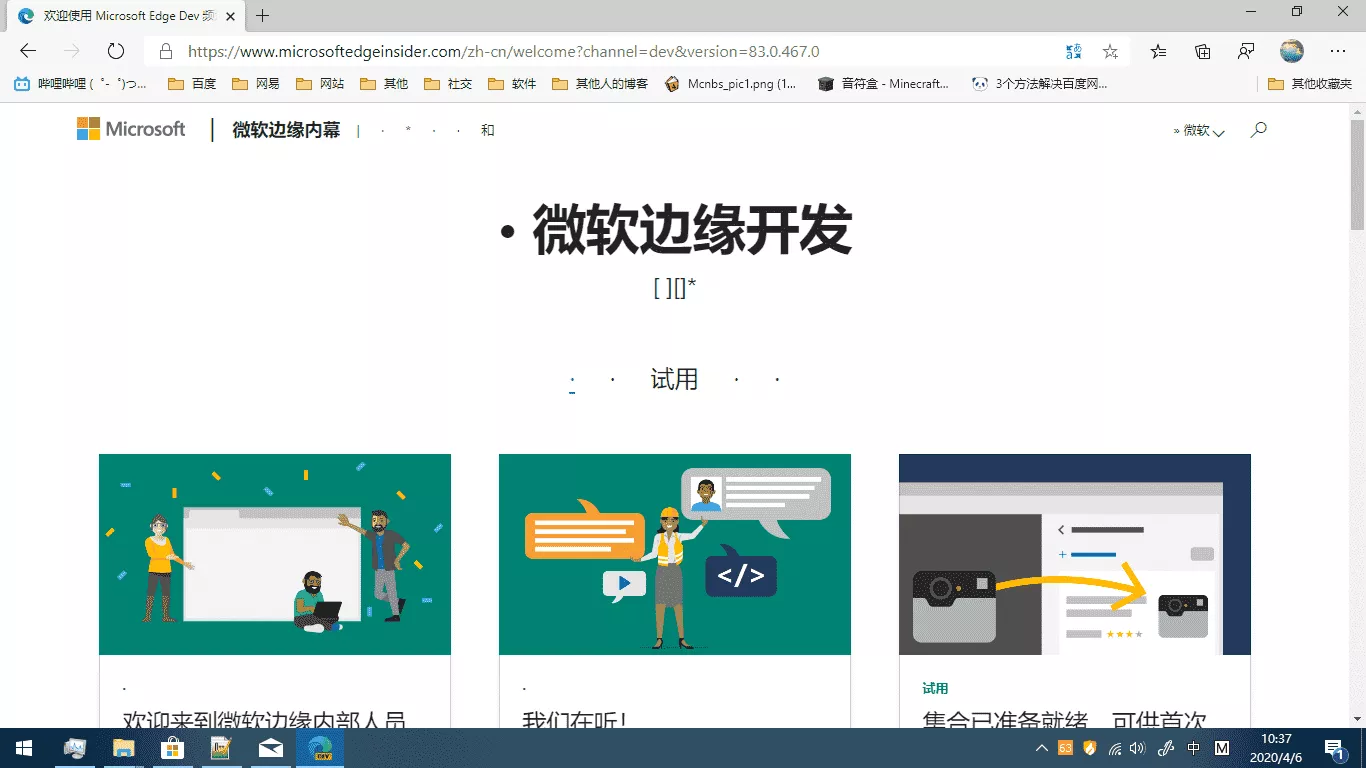 欢迎使用 Microsoft Edge Dev 频
https://www.microsoftedgeinsider.com/zh-cn/welcome?channel=dev&version=83.0.467.0
哔哩哔哩 ( ゜- ゜)つ... 百度 网易 网站 其他 社交 软件 其他人的博客 Mcnbs_pic1.png (1... 音符盒 - Minecraft... 3个方法解决百度网... 其他收藏夹
Microsoft | 微软边缘内幕 | · * · · 和 » 微软
• 微软边缘开发
[ ][]*
· · 试用 · ·
</>
· · 试用
欢迎来到微软边缘内部人员 我们在听! 集合已准备就绪，可供首次
DEV 63 中 M 10:37
2020/4/6 1